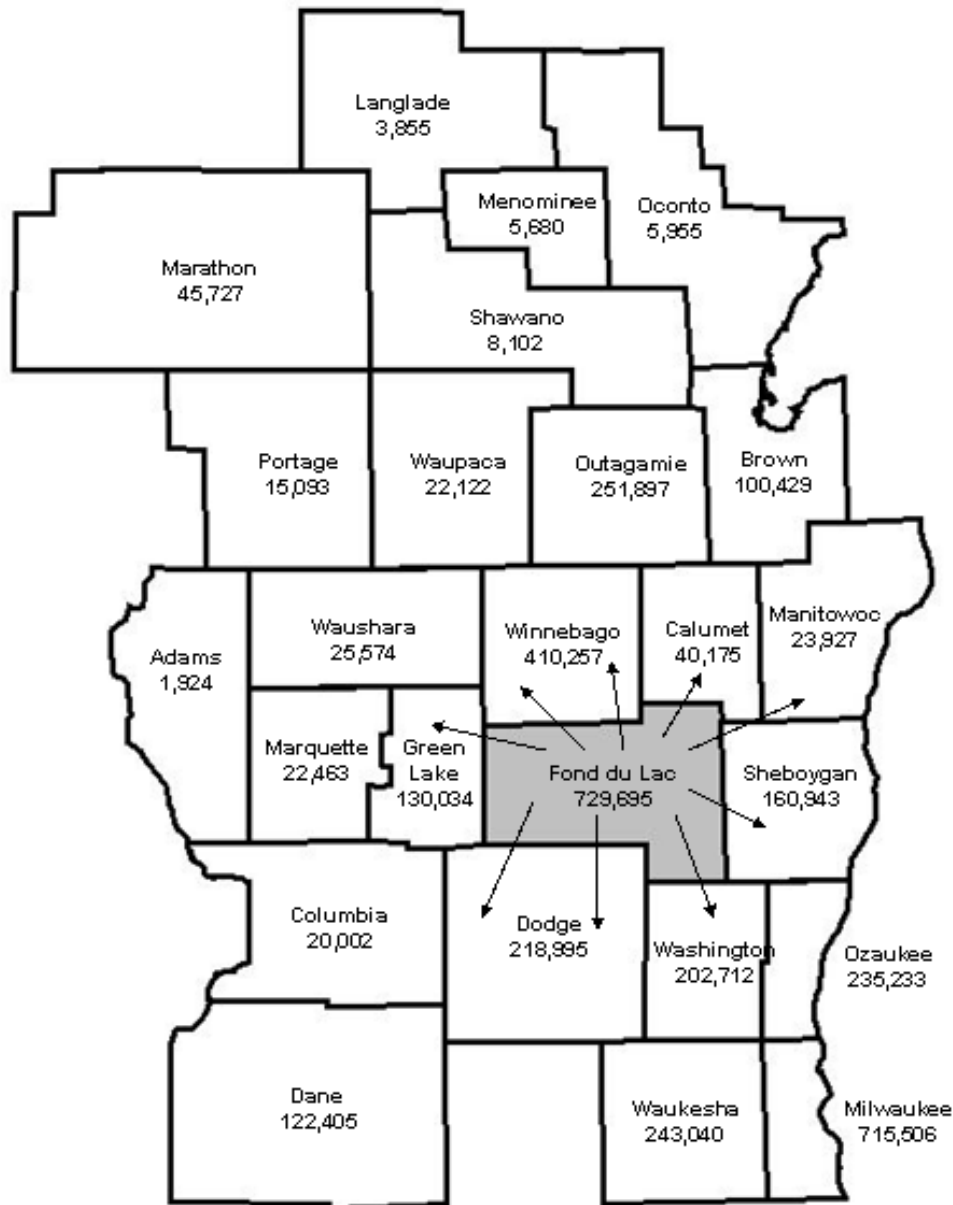 Langlade
3,855
Menominee
5,680
Oconto
5,955
Marathon
45,727
Shawano
8,102
Portage
15,093
Waupaca
22,122
Outagamie
251,897
Brown
100,429
Adams
1,924
Waushara
25,574
Winnebago
410,257
Calumet
40,175
Manitowoc
23,927
Marquette
22,463
Green
Lake
130,034
Fond du Lac
729,695
Sheboygan
160,943
Columbia
20,002
Dodge
218,995
Washington
202,712
Ozaukee
235,233
Dane
122,405
Waukesha
243,040
Milwaukee
715,506